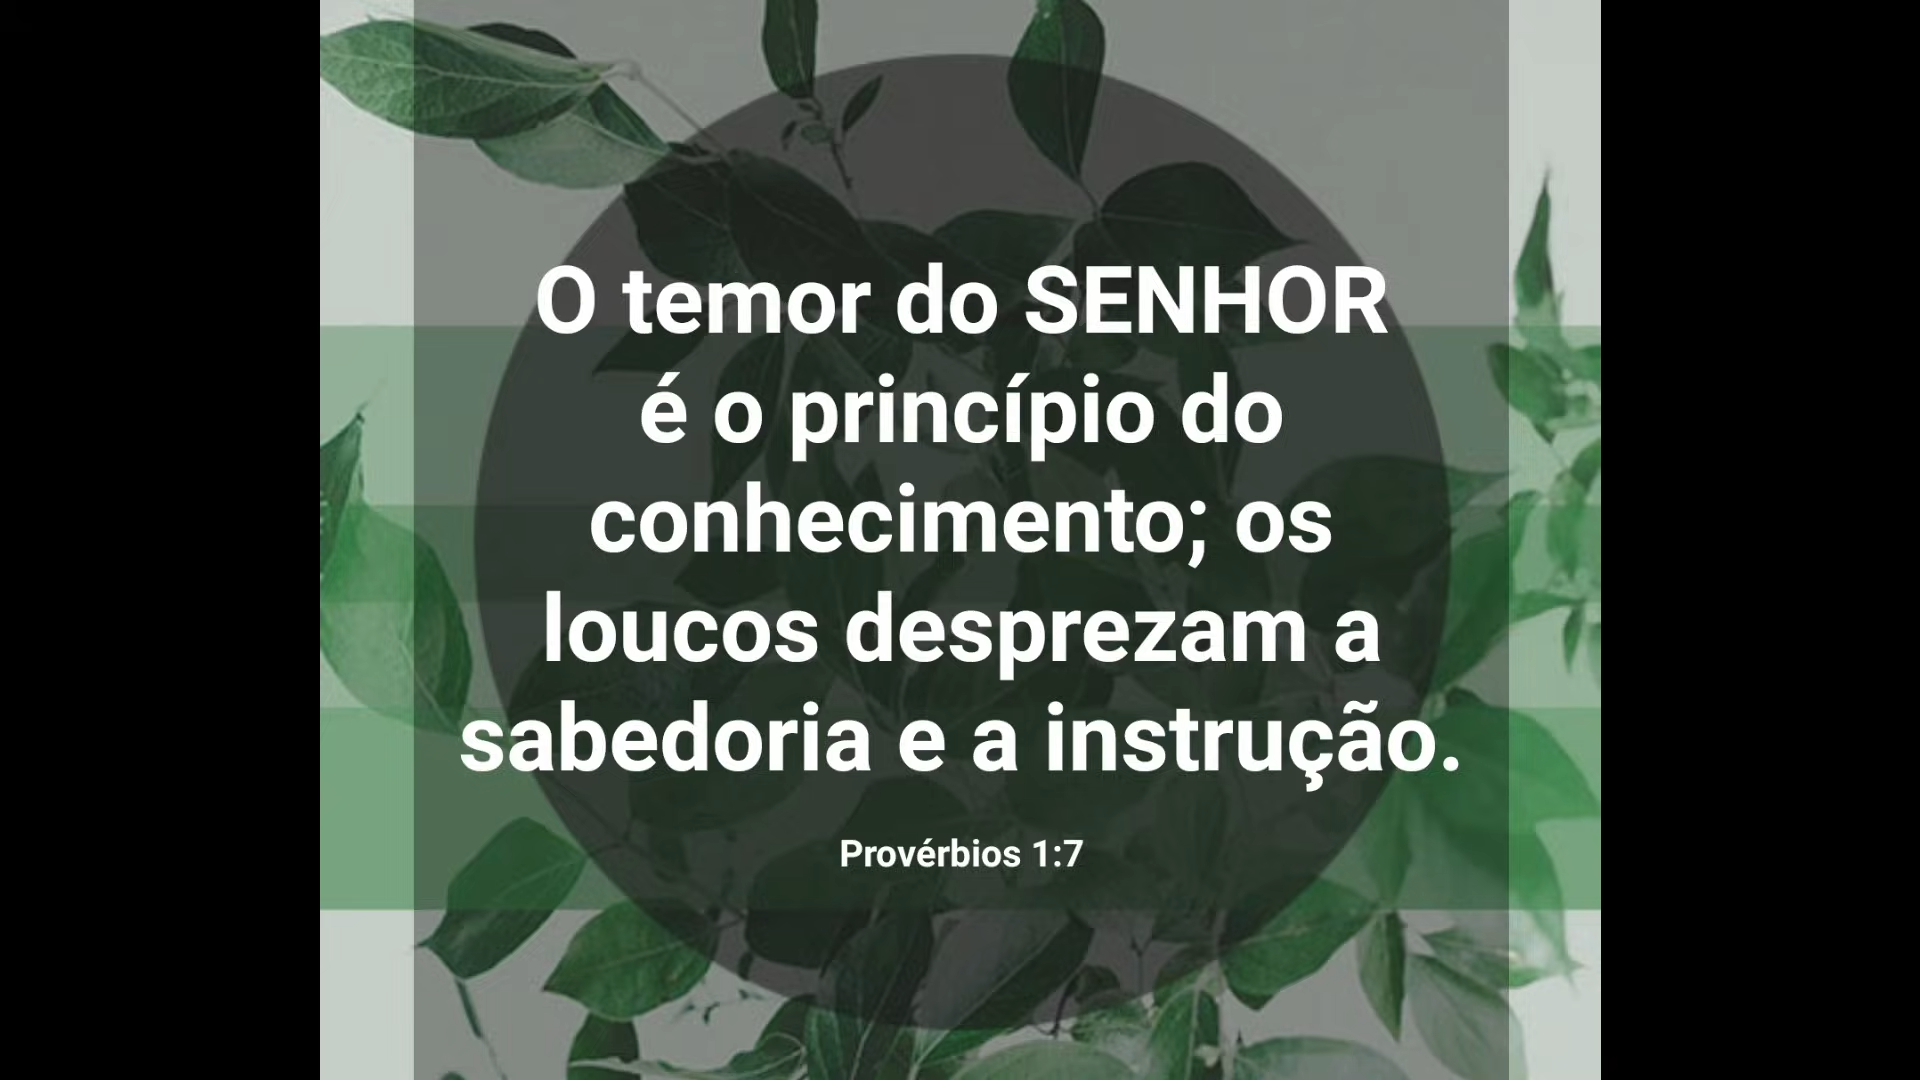 O temor do SENHOR
é o princípio do
conhecimento; os
loucos desprezam a
sabedoria e a instrução.
Provérbios 1:7